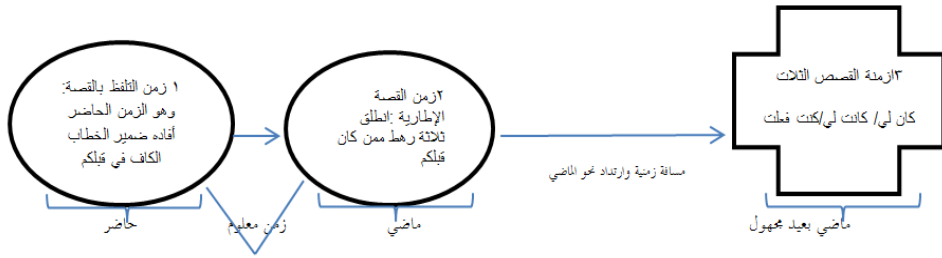 ١ زمن التلفظ بالقصة:
وهو الزمن الحاضر
أفاده ضمير الخطاب
الكاف في قبلكم
٢زمن القصة
الإطارية :انطلق
ثلاثة رهط ممن كان
قبلكم
٣ازمنة القصص الثلاث
كان لي/ كانت لي/كنت فعلت
مسافة زمنية وارتداد نحو الماضي
حاضر
زمن معلوم
ماضي
ماضي بعيد مجهول